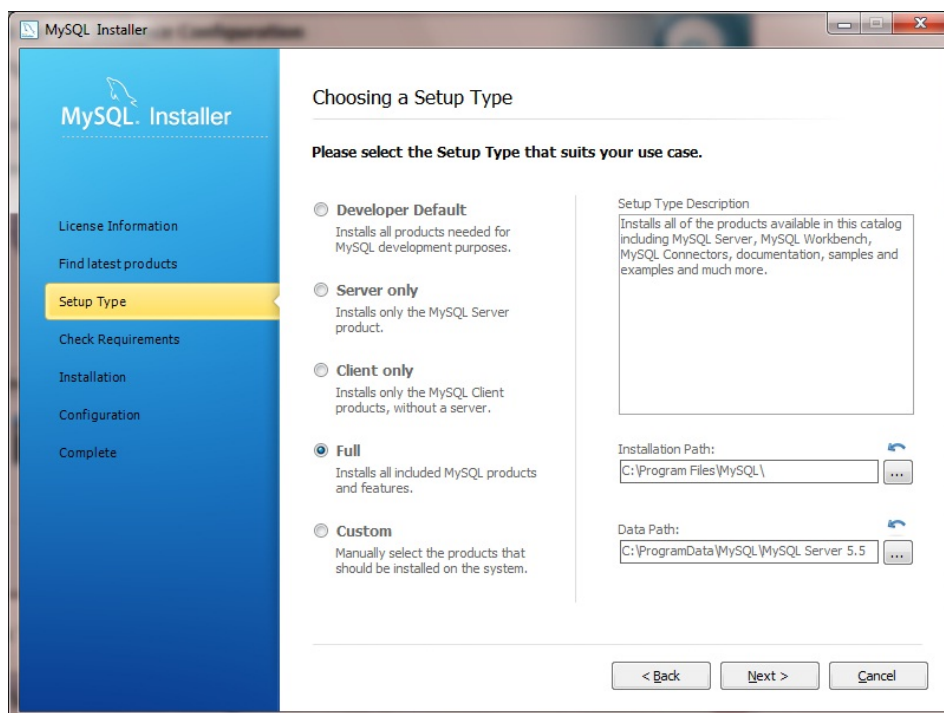 MySQL Installer
MySQL. Installer
License Information
Find latest products
Setup Type
Check Requirements
Installation
Configuration
Complete
Choosing a Setup Type
Please select the Setup Type that suits your use case.
Developer Default
Installs all products needed for
MySQL development purposes.
Server only
Installs only the MySQL Server
product.
Client only
Installs only the MySQL Client
products, without a server.
Full
Installs all included MySQL products
and features.
Custom
Manually select the products that
should be installed on the system.
Setup Type Description
Installs all of the products available in this catalog
including MySQL Server, MySQL Workbench,
MySQL Connectors, documentation, samples and
examples and much more.
Installation Path:
C:\Program Files\MySQL\
...
Data Path:
C:\ProgramData\MySQL\MySQL Server 5.5
...
< Back
Next >
Cancel